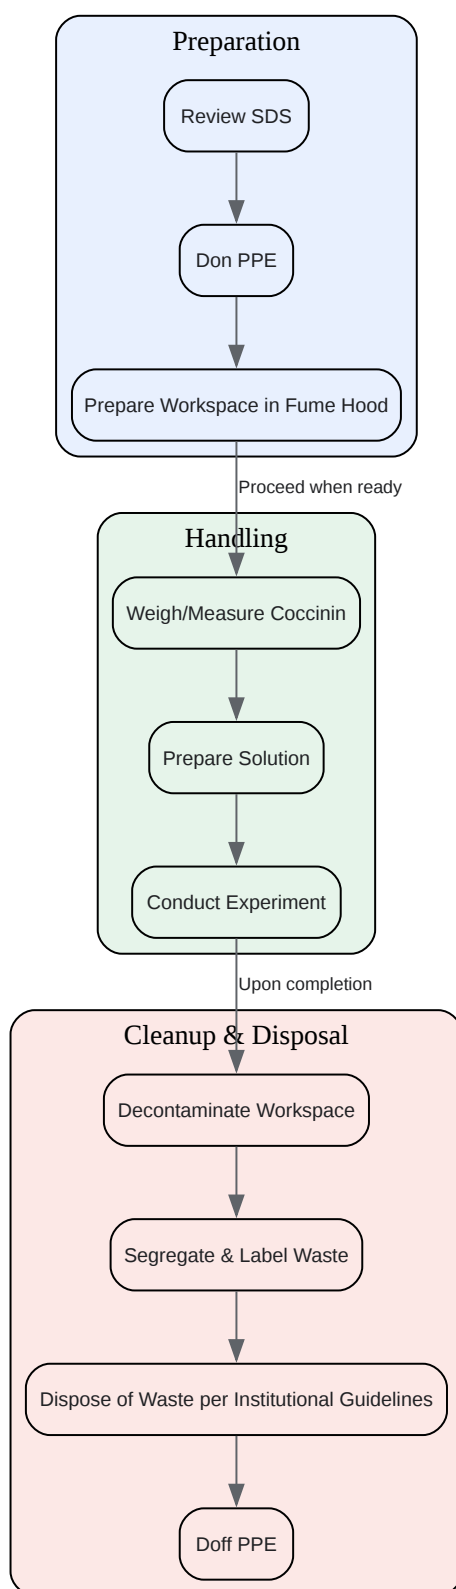 Preparation
Review SDS
Don PPE
Prepare Workspace in Fume Hood
Proceed when ready
Handling
Weigh/Measure Coccinin
Prepare Solution
Conduct Experiment
Upon completion
Cleanup & Disposal
Decontaminate Workspace
Segregate & Label Waste
Dispose of Waste per Institutional Guidelines
Doff PPE